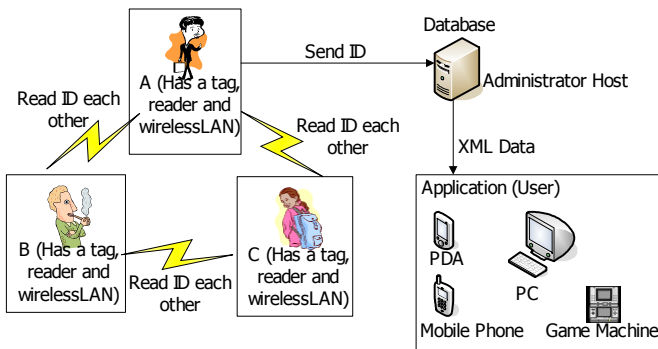 Database
Send ID
Administrator Host
A (Has a tag,
reader and
wirelessLAN)
Read ID each
other
Read ID each
other
XML Data
B (Has a tag,
reader and
wirelessLAN)
Read ID each
other
C (Has a tag,
reader and
wirelessLAN)
Application (User)
PDA
PC
Mobile Phone
Game Machine